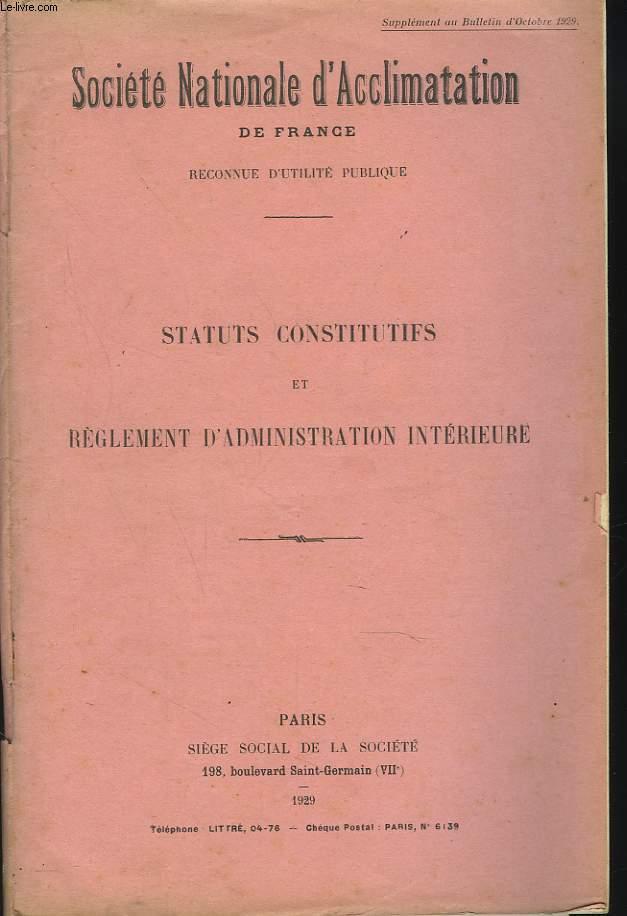 Le-livre.com
Supplément au Bulletin d'Octobre 1929.
Société Nationale d'Acclimatation
DE FRANCE
RECONNUE D'UTILITÉ PUBLIQUE
STATUTS CONSTITUTIFS
ET
RÈGLEMENT D'ADMINISTRATION INTÉRIEURE
PARIS
SIÈGE SOCIAL DE LA SOCIÉTÉ
198, boulevard Saint-Germain (VIIe)
1929
Téléphone : LITTRÉ, 04-76 — Chèque Postal : PARIS, N° 6139